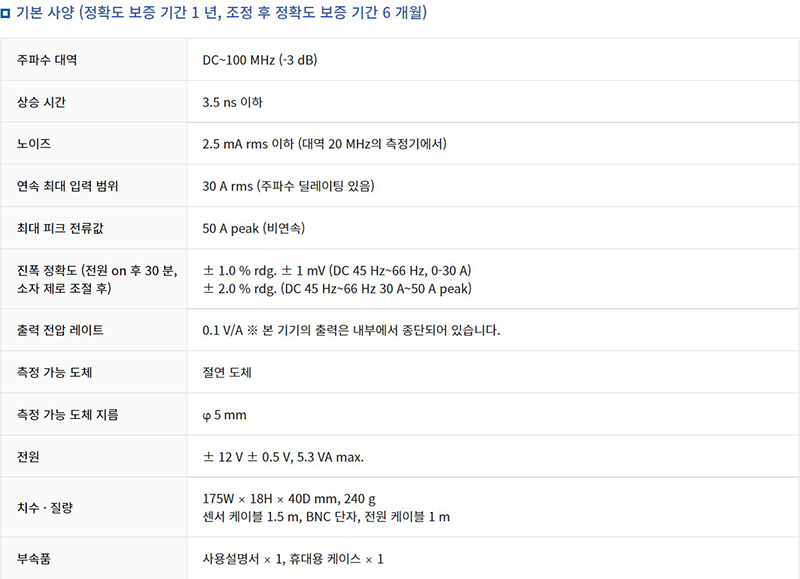 기본 사양 (정확도 보증 기간 1 년, 조정 후 정확도 보증 기간 6 개월)
주파수 대역 DC~100 MHz (-3 dB)
상승 시간 3.5 ns 이하
노이즈 2.5 mA rms 이하 (대역 20 MHz의 측정기에서)
연속 최대 입력 범위 30 A rms (주파수 딜레이팅 있음)
최대 피크 전류값 50 A peak (비연속)
진폭 정확도 (전원 on 후 30 분,
소자 제로 조절 후)
± 1.0 % rdg. ± 1 mV (DC 45 Hz~66 Hz, 0-30 A)
± 2.0 % rdg. (DC 45 Hz~66 Hz 30 A~50 A peak)
출력 전압 레이트 0.1 V/A ※ 본 기기의 출력은 내부에서 종단되어 있습니다.
측정 가능 도체 절연 도체
측정 가능 도체 지름 φ 5 mm
전원 ± 12 V ± 0.5 V, 5.3 VA max.
치수 · 질량
175W × 18H × 40D mm, 240 g
센서 케이블 1.5 m, BNC 단자, 전원 케이블 1 m
부속품 사용설명서 × 1, 휴대용 케이스 × 1